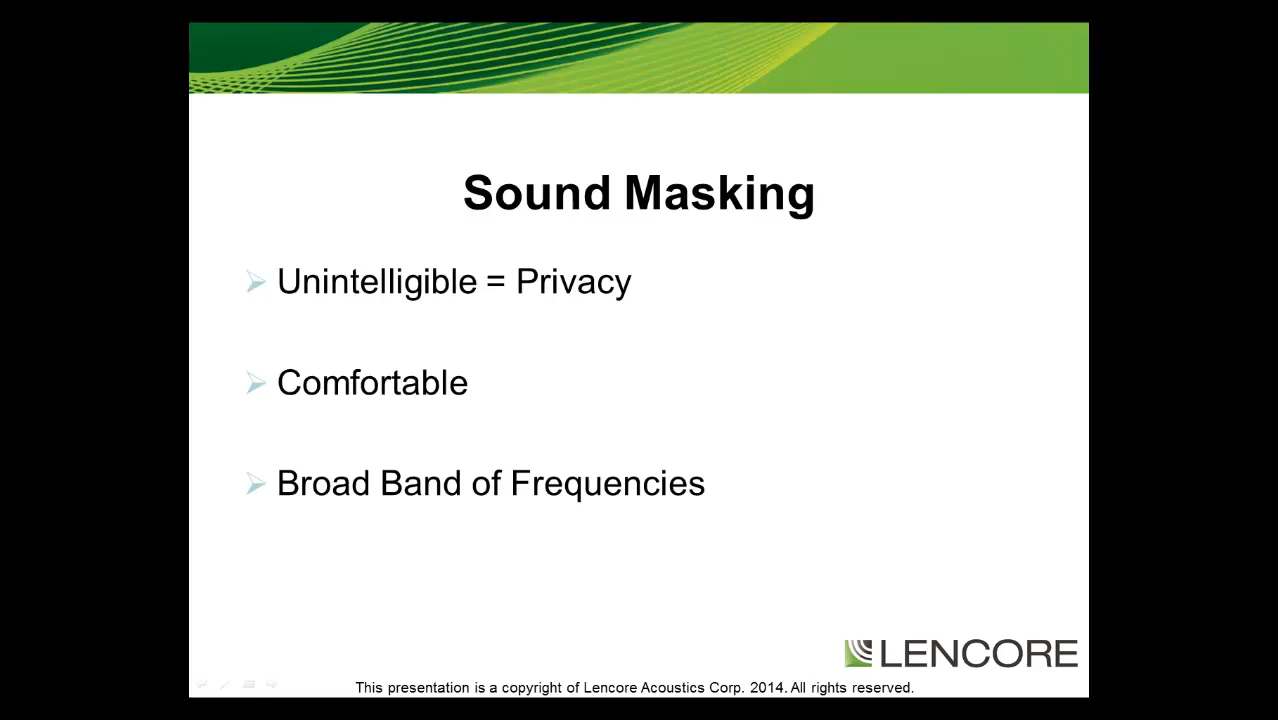 Sound Masking
Unintelligible = Privacy
Comfortable
Broad Band of Frequencies
LENCORE
This presentation is a copyright of Lencore Acoustics Corp. 2014. All rights reserved.